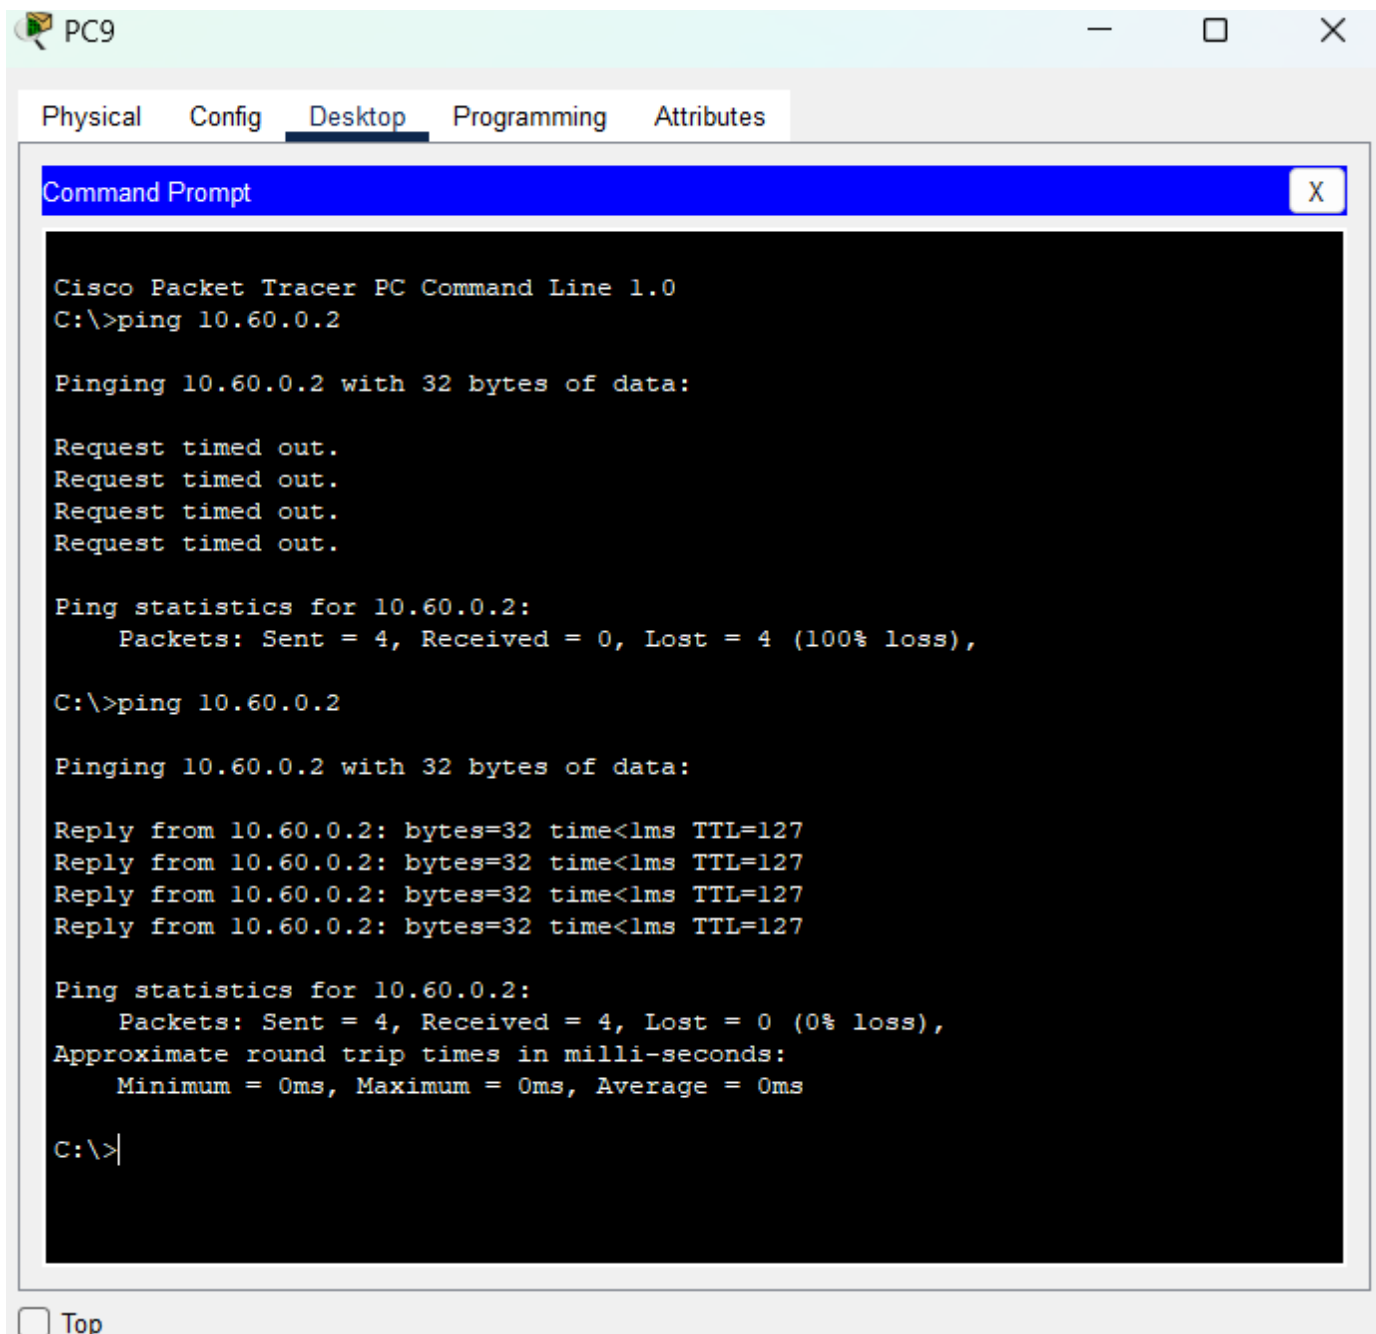 PC9
Physical Config Desktop Programming Attributes
Command Prompt
X
Cisco Packet Tracer PC Command Line 1.0
C:\>ping 10.60.0.2
Pinging 10.60.0.2 with 32 bytes of data:
Request timed out.
Request timed out.
Request timed out.
Request timed out.
Ping statistics for 10.60.0.2:
    Packets: Sent = 4, Received = 0, Lost = 4 (100% loss),
C:\>ping 10.60.0.2
Pinging 10.60.0.2 with 32 bytes of data:
Reply from 10.60.0.2: bytes=32 time<1ms TTL=127
Reply from 10.60.0.2: bytes=32 time<1ms TTL=127
Reply from 10.60.0.2: bytes=32 time<1ms TTL=127
Reply from 10.60.0.2: bytes=32 time<1ms TTL=127
Ping statistics for 10.60.0.2:
    Packets: Sent = 4, Received = 4, Lost = 0 (0% loss),
Approximate round trip times in milli-seconds:
    Minimum = 0ms, Maximum = 0ms, Average = 0ms
C:\>
Top